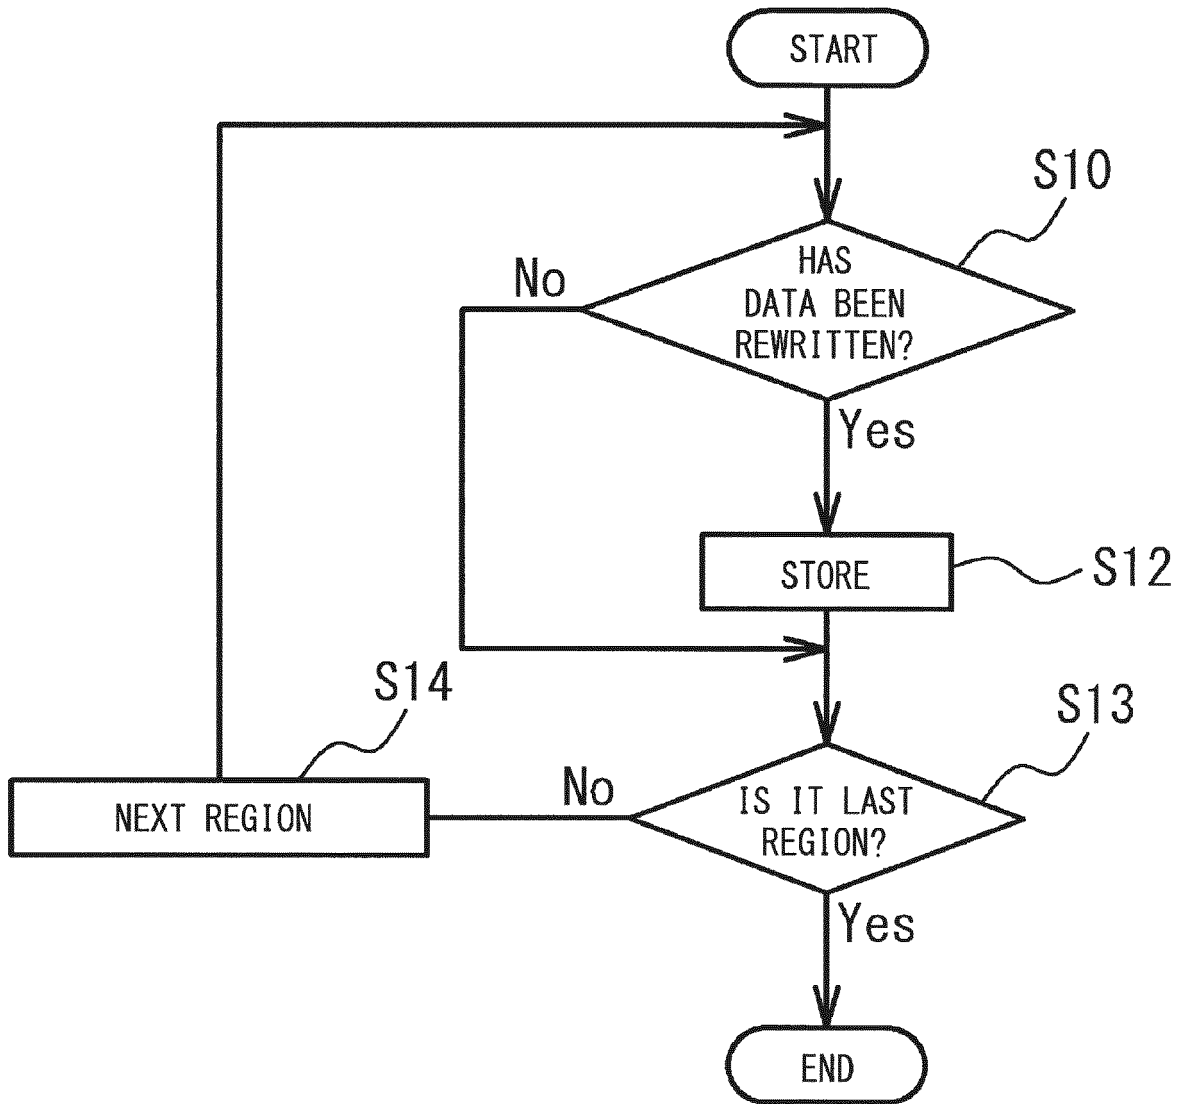 START
S10
HAS
DATA BEEN
REWRITTEN?
No
Yes
STORE
S12
S14
S13
NEXT REGION
No
IS IT LAST
REGION?
Yes
END